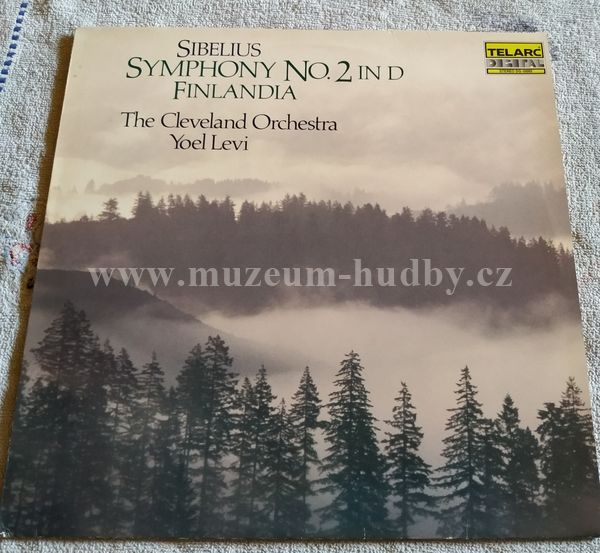 SIBELIUS
SYMPHONY NO. 2 IN D
FINLANDIA
The Cleveland Orchestra
Yoel Levi
TELARC
DIGITAL
www.muzeum-hudby.cz